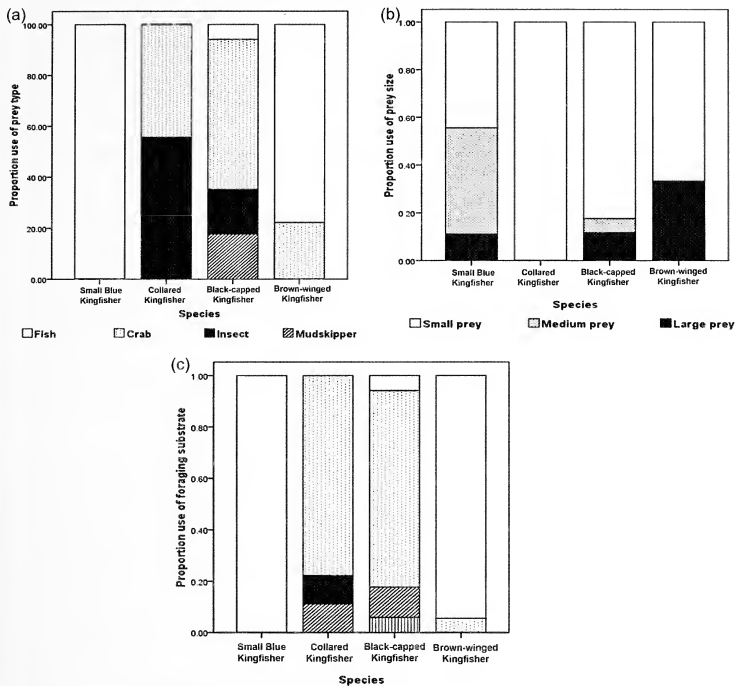 (a)
Proportion use of prey type
100.00
80.00
60.00
40.00
20.00
0.00
Small Blue Kingfisher
Collared Kingfisher
Black-capped Kingfisher
Brown-winged Kingfisher
Species
Fish
Crab
Insect
Mudskipper
(b)
Proportion use of prey size
1.00
0.80
0.60
0.40
0.20
0.00
Small Blue Kingfisher
Collared Kingfisher
Black-capped Kingfisher
Brown-winged Kingfisher
Species
Small prey
Medium prey
Large prey
(c)
Proportion use of foraging substrate
1.00
0.80
0.60
0.40
0.20
0.00
Small Blue Kingfisher
Collared Kingfisher
Black-capped Kingfisher
Brown-winged Kingfisher
Species